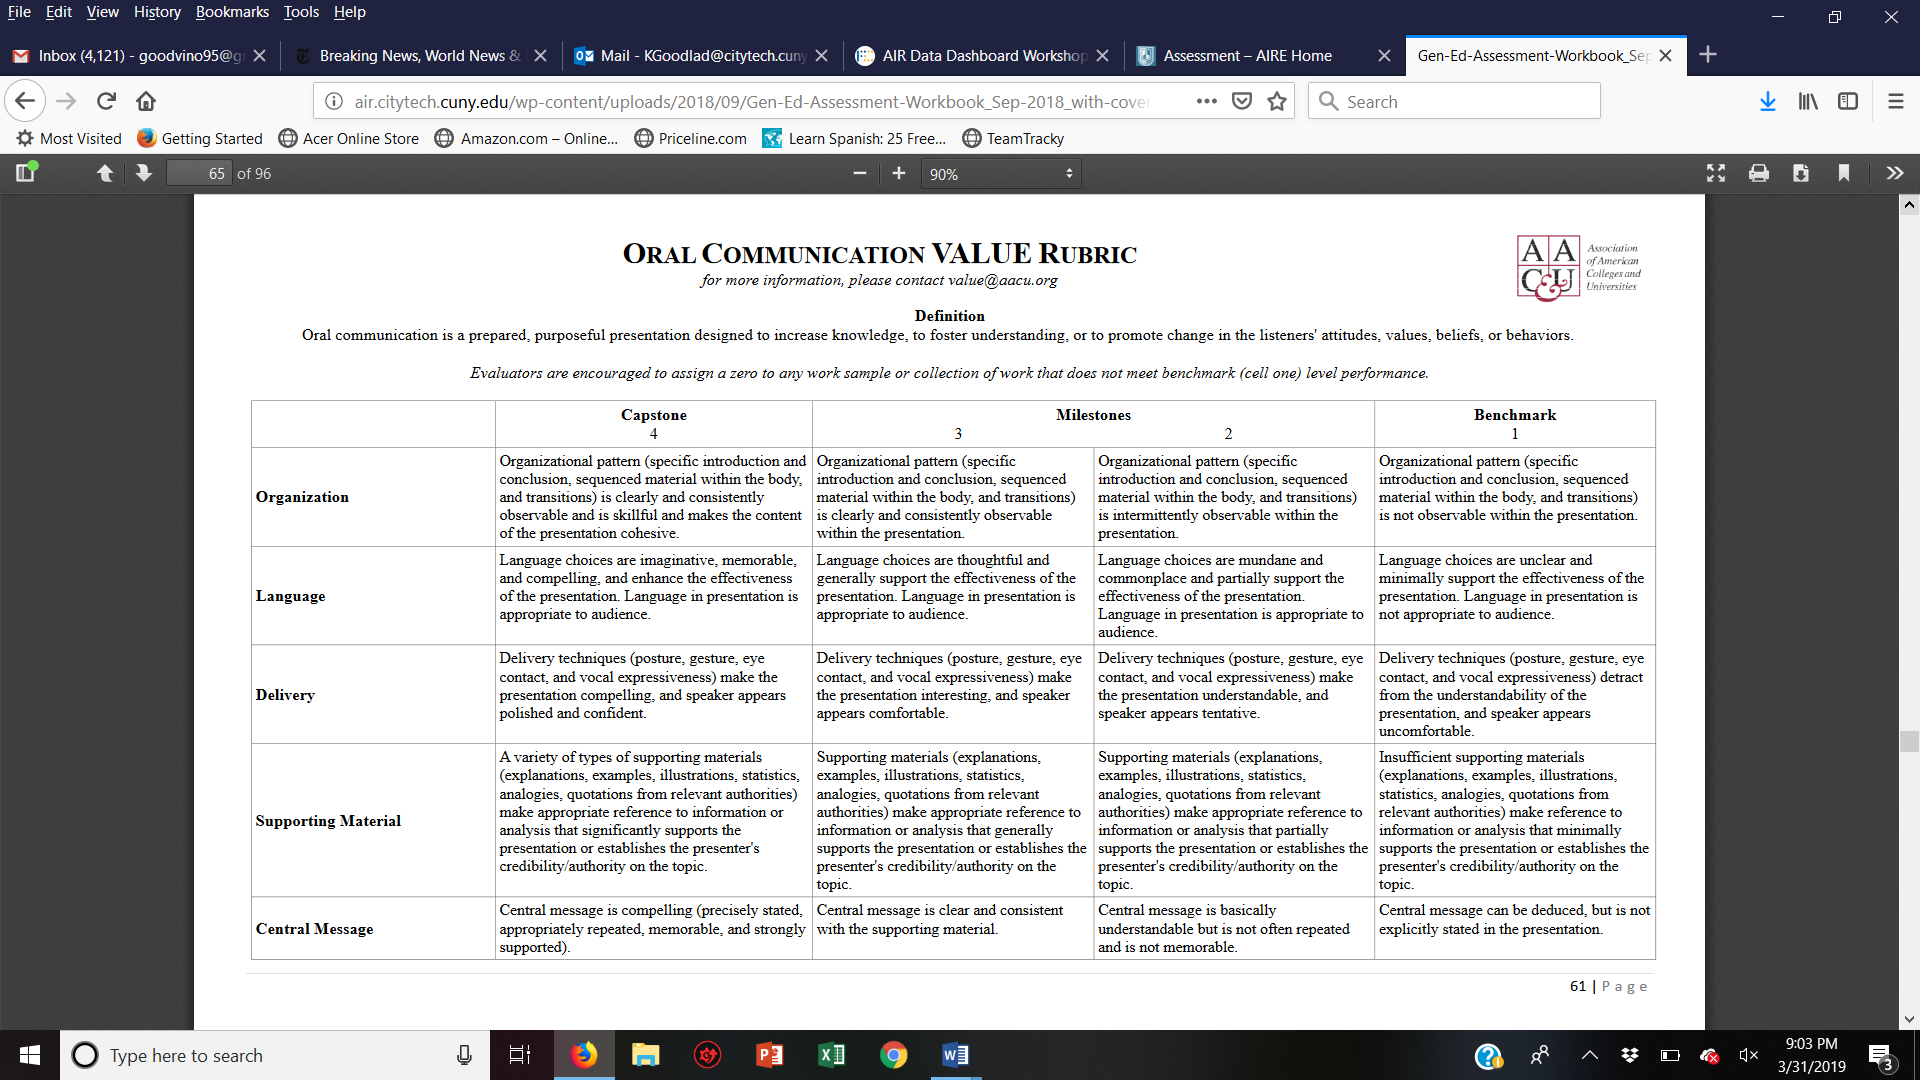 File Edit View History Bookmarks Tools Help
Inbox (4,121) - goodvino95@g
Breaking News, World News &
Mail - KGoodlad@citytech.cuny
AIR Data Dashboard Workshop
Assessment – AIRE Home
Gen-Ed-Assessment-Workbook_Sep
air.citytech.cuny.edu/wp-content/uploads/2018/09/Gen-Ed-Assessment-Workbook_Sep-2018_with-cover
Search
Most Visited
Getting Started
Acer Online Store
Amazon.com – Online...
Priceline.com
Learn Spanish: 25 Free...
TeamTracky
65 of 96
90%
ORAL COMMUNICATION VALUE RUBRIC
for more information, please contact value@aacu.org
A A
C & U
Association
of American
Colleges and
Universities
Definition
Oral communication is a prepared, purposeful presentation designed to increase knowledge, to foster understanding, or to promote change in the listeners' attitudes, values, beliefs, or behaviors.
Evaluators are encouraged to assign a zero to any work sample or collection of work that does not meet benchmark (cell one) level performance.
Capstone
4
Milestones
3 2
Benchmark
1
Organization
Organizational pattern (specific introduction and
conclusion, sequenced material within the body,
and transitions) is clearly and consistently
observable and is skillful and makes the content
of the presentation cohesive.
Organizational pattern (specific
introduction and conclusion, sequenced
material within the body, and transitions)
is clearly and consistently observable
within the presentation.
Organizational pattern (specific
introduction and conclusion, sequenced
material within the body, and transitions)
is intermittently observable within the
presentation.
Organizational pattern (specific
introduction and conclusion, sequenced
material within the body, and transitions)
is not observable within the presentation.
Language
Language choices are imaginative, memorable,
and compelling, and enhance the effectiveness
of the presentation. Language in presentation is
appropriate to audience.
Language choices are thoughtful and
generally support the effectiveness of the
presentation. Language in presentation is
appropriate to audience.
Language choices are mundane and
commonplace and partially support the
effectiveness of the presentation.
Language in presentation is appropriate to
audience.
Language choices are unclear and
minimally support the effectiveness of the
presentation. Language in presentation is
not appropriate to audience.
Delivery
Delivery techniques (posture, gesture, eye
contact, and vocal expressiveness) make the
presentation compelling, and speaker appears
polished and confident.
Delivery techniques (posture, gesture, eye
contact, and vocal expressiveness) make
the presentation interesting, and speaker
appears comfortable.
Delivery techniques (posture, gesture, eye
contact, and vocal expressiveness) make
the presentation understandable, and
speaker appears tentative.
Delivery techniques (posture, gesture, eye
contact, and vocal expressiveness) detract
from the understandability of the
presentation, and speaker appears
uncomfortable.
Supporting Material
A variety of types of supporting materials
(explanations, examples, illustrations, statistics,
analogies, quotations from relevant authorities)
make appropriate reference to information or
analysis that significantly supports the
presentation or establishes the presenter's
credibility/authority on the topic.
Supporting materials (explanations,
examples, illustrations, statistics,
analogies, quotations from relevant
authorities) make appropriate reference to
information or analysis that generally
supports the presentation or establishes the
presenter's credibility/authority on the
topic.
Supporting materials (explanations,
examples, illustrations, statistics,
analogies, quotations from relevant
authorities) make appropriate reference to
information or analysis that partially
supports the presentation or establishes the
presenter's credibility/authority on the
topic.
Insufficient supporting materials
(explanations, examples, illustrations,
statistics, analogies, quotations from
relevant authorities) make reference to
information or analysis that minimally
supports the presentation or establishes the
presenter's credibility/authority on the
topic.
Central Message
Central message is compelling (precisely stated,
appropriately repeated, memorable, and strongly
supported).
Central message is clear and consistent
with the supporting material.
Central message is basically
understandable but is not often repeated
and is not memorable.
Central message can be deduced, but is not
explicitly stated in the presentation.
61 | Page
Type here to search
9:03 PM
3/31/2019
3